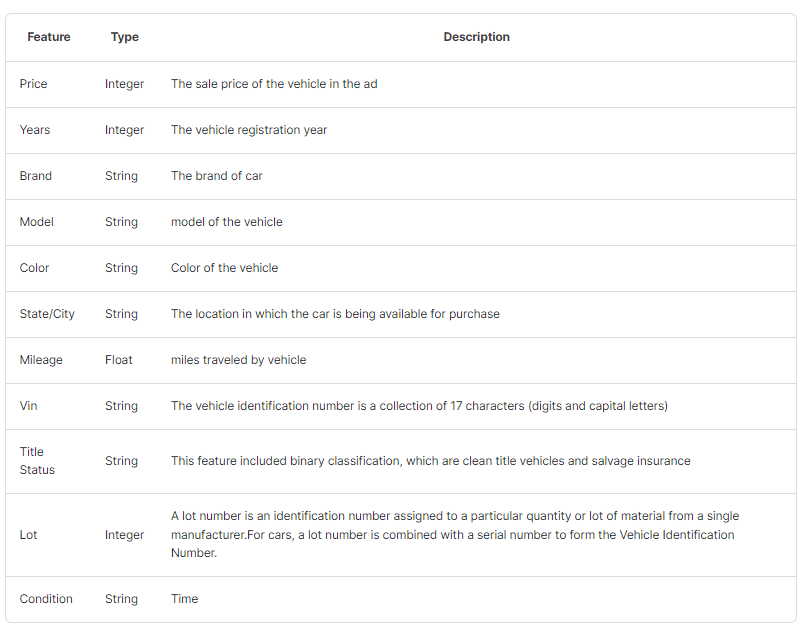 Feature Type Description
Price Integer The sale price of the vehicle in the ad
Years Integer The vehicle registration year
Brand String The brand of car
Model String model of the vehicle
Color String Color of the vehicle
State/City String The location in which the car is being available for purchase
Mileage Float miles traveled by vehicle
Vin String The vehicle identification number is a collection of 17 characters (digits and capital letters)
Title
Status
String This feature included binary classification, which are clean title vehicles and salvage insurance
Lot Integer
A lot number is an identification number assigned to a particular quantity or lot of material from a single
manufacturer.For cars, a lot number is combined with a serial number to form the Vehicle Identification
Number.
Condition String Time